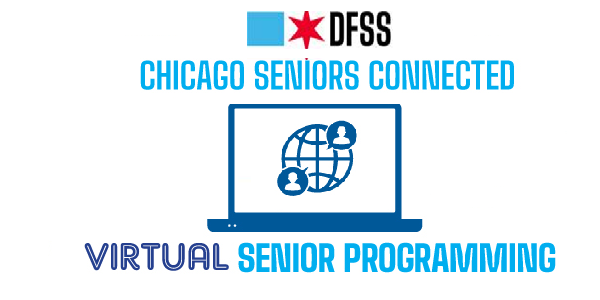 DFSS
CHICAGO SENIORS CONNECTED
VIRTUAL SENIOR PROGRAMMING